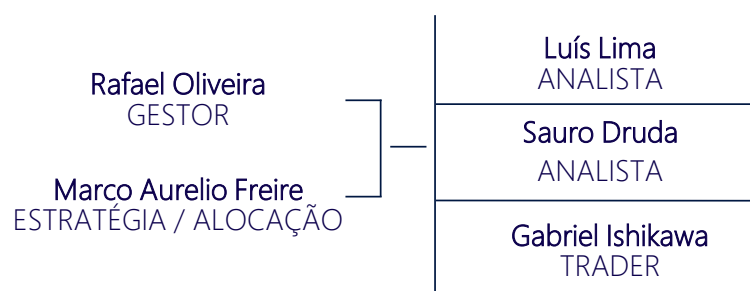 Rafael Oliveira
GESTOR
Marco Aurelio Freire
ESTRATÉGIA / ALOCAÇÃO
Luís Lima
ANALISTA
Sauro Druda
ANALISTA
Gabriel Ishikawa
TRADER